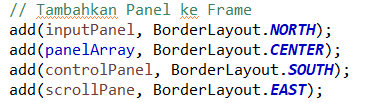 // Tambahkan Panel ke Frame
add(inputPanel, BorderLayout.NORTH);
add(panelArray, BorderLayout.CENTER);
add(controlPanel, BorderLayout.SOUTH);
add(scrollPane, BorderLayout.EAST);